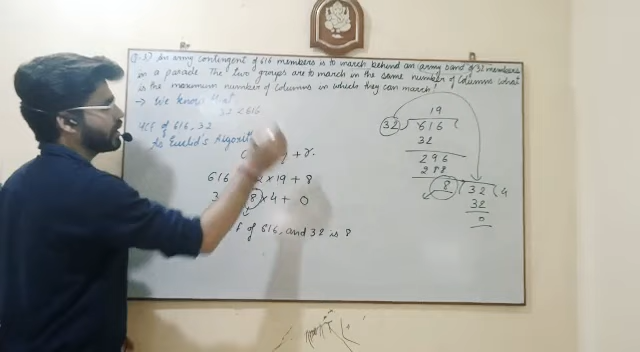 Q-3) An army contingent of 616 members is to march behind an army band of 32 members
in a parade. The two groups are to march in the same number of columns. What
is the maximum number of columns in which they can march?
→ We know that
32 < 616
HCF of 616, 32
As Euclid's Algorit
+ r.
616 2 × 19 + 8
3 8 × 4 + 0
of 616, and 32 is 8
19
32 616
32
296
288
8 32 4
32
0